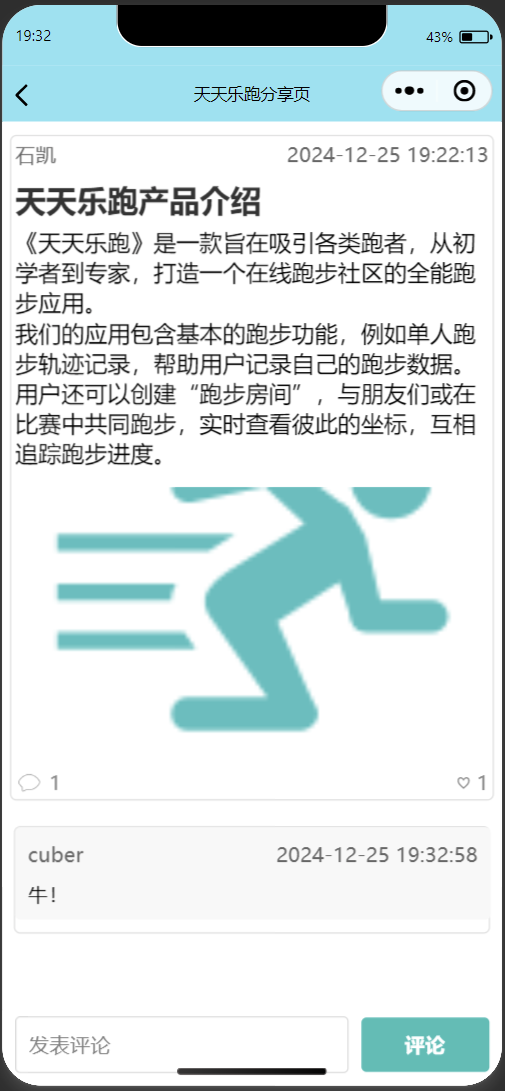 19:32
43%
天天乐跑分享页
石凯
2024-12-25 19:22:13
天天乐跑产品介绍
《天天乐跑》是一款旨在吸引各类跑者，从初
学者到专家，打造一个在线跑步社区的全能跑
步应用。
我们的应用包含基本的跑步功能，例如单人跑
步轨迹记录，帮助用户记录自己的跑步数据。
用户还可以创建“跑步房间”，与朋友们或在
比赛中共同跑步，实时查看彼此的坐标，互相
追踪跑步进度。
1
1
cuber
2024-12-25 19:32:58
牛！
发表评论
评论